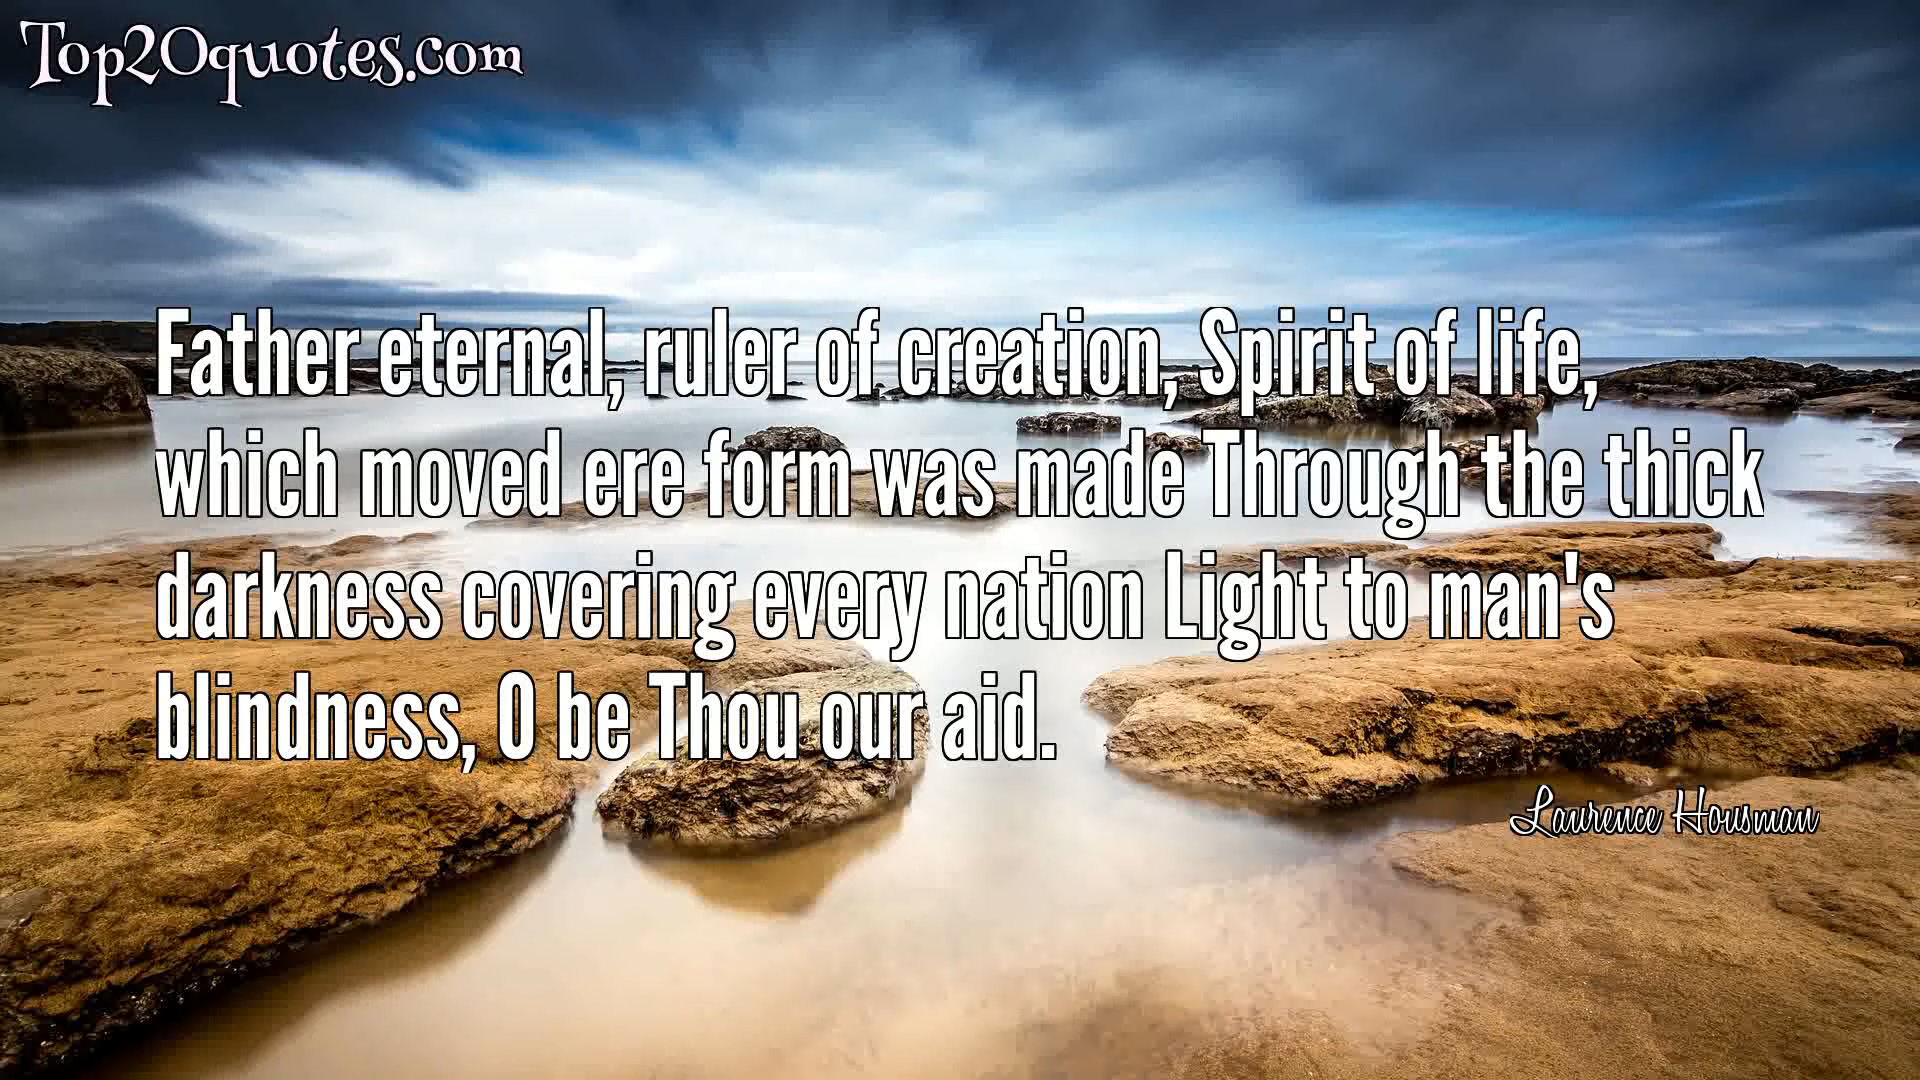 Top20quotes.com
Father eternal, ruler of creation, Spirit of life,
which moved ere form was made Through the thick
darkness covering every nation Light to man's
blindness, O be Thou our aid.
Laurence Housman